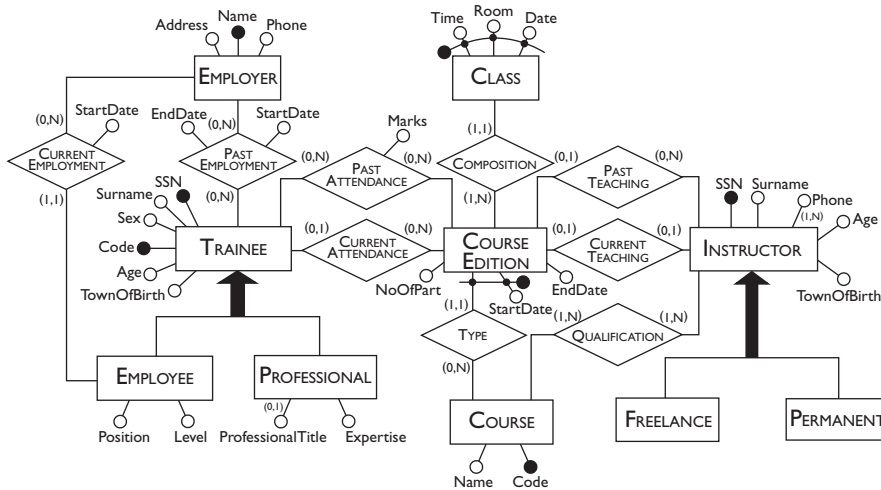 Name
Address
Phone
EMPLOYER
Time
Room
Date
CLASS
(0,N)
StartDate
CURRENT
EMPLOYMENT
(1,1)
EndDate
StartDate
(0,N)
PAST
EMPLOYMENT
(0,N)
Marks
(0,N)
PAST
ATTENDANCE
(0,N)
(1,1)
COMPOSITION
(1,N)
(0,1)
PAST
TEACHING
(0,N)
SSN
Surname
Sex
Code
Age
TownOfBirth
TRAINEE
(0,1)
CURRENT
ATTENDANCE
(0,N)
COURSE
EDITION
NoOfPart
StartDate
EndDate
(0,1)
CURRENT
TEACHING
(0,1)
SSN
Surname
Phone
(1,N)
Age
TownOfBirth
INSTRUCTOR
(1,1)
TYPE
(0,N)
(1,N)
QUALIFICATION
(1,N)
EMPLOYEE
Position
Level
PROFESSIONAL
(0,1)
ProfessionalTitle
Expertise
COURSE
Name
Code
FREELANCE
PERMANENT